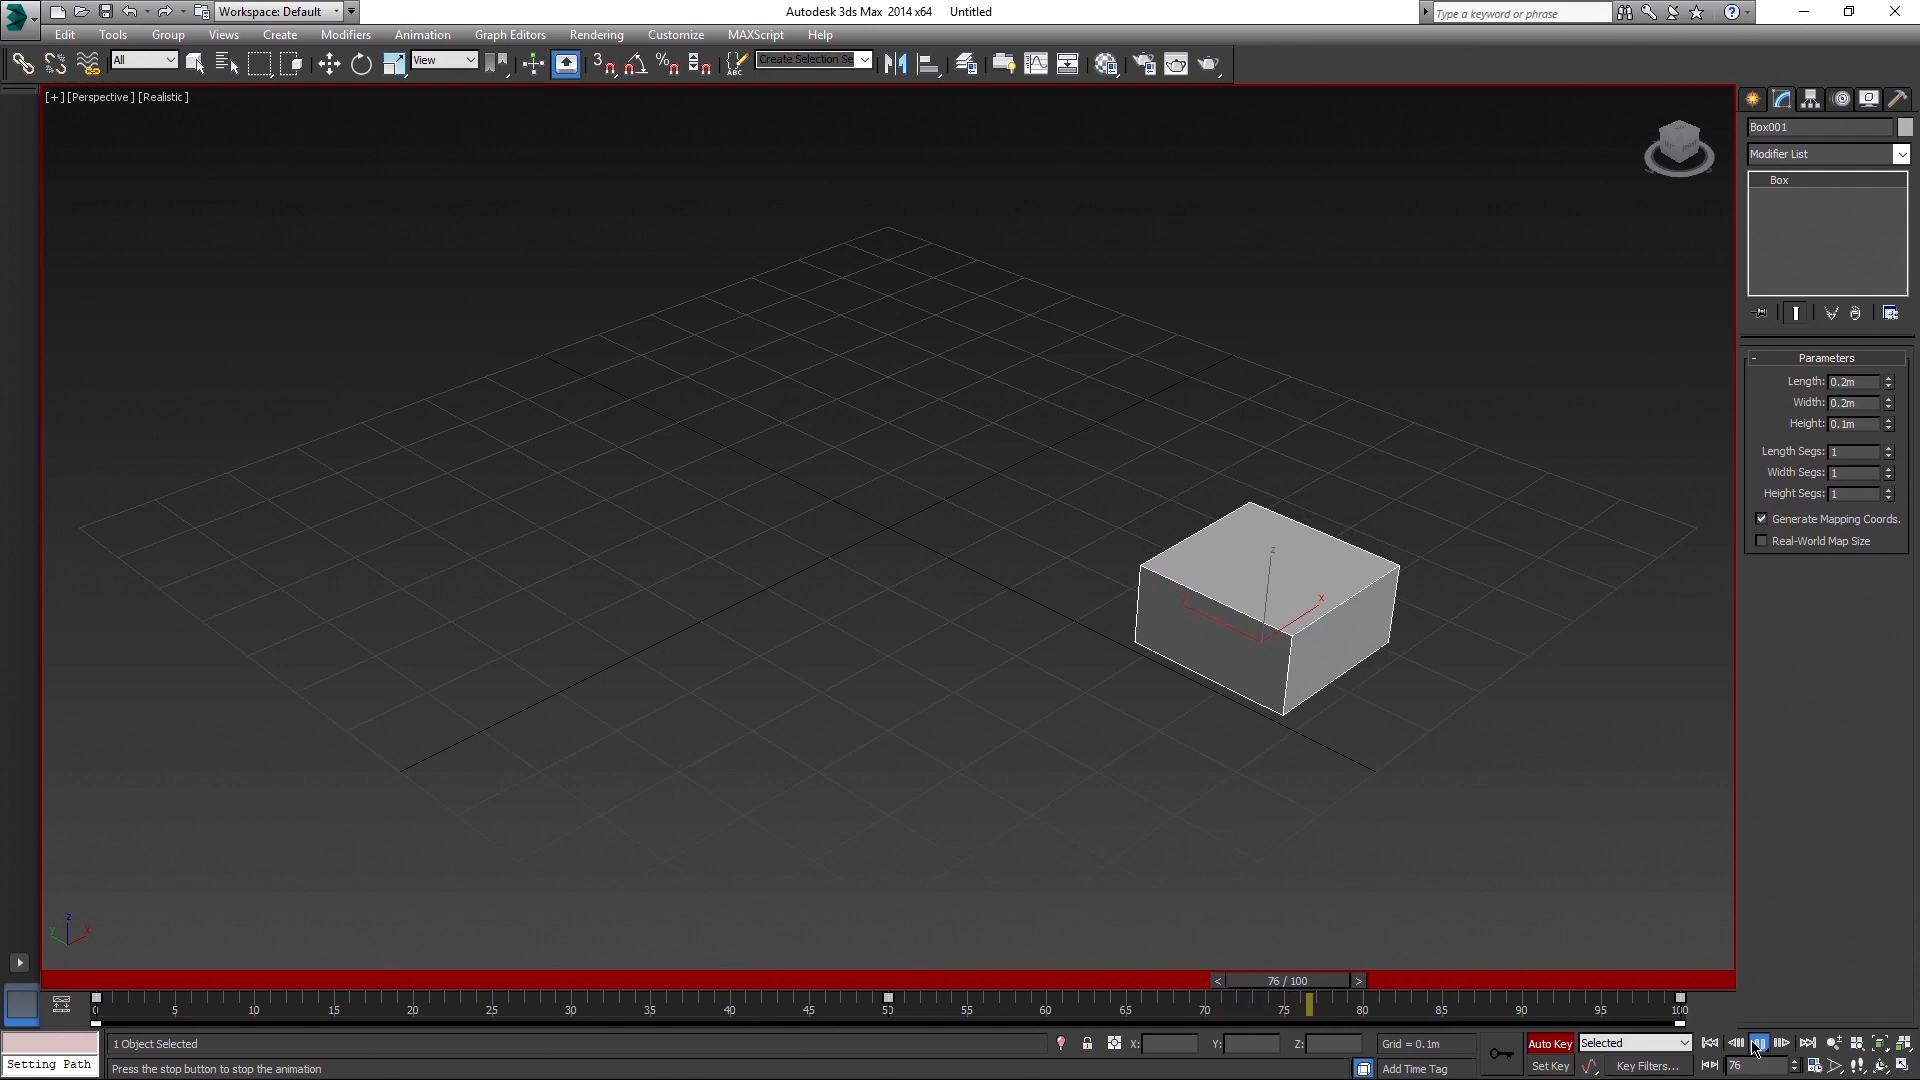 Workspace: Default
Autodesk 3ds Max 2014 x64 Untitled
Type a keyword or phrase
Edit Tools Group Views Create Modifiers Animation Graph Editors Rendering Customize MAXScript Help
All View Create Selection Se
[+] [Perspective] [Realistic]
Box001
Modifier List
Box
- Parameters
Length: 0.2m
Width: 0.2m
Height: 0.1m
Length Segs: 1
Width Segs: 1
Height Segs: 1
Generate Mapping Coords.
Real-World Map Size
z
x
z
y x
< 76 / 100 >
0 5 10 15 20 25 30 35 40 45 50 55 60 65 70 75 80 85 90 95 100
1 Object Selected X: Y: Z: Grid = 0.1m Auto Key Selected
Setting Path Press the stop button to stop the animation Add Time Tag Set Key Key Filters... 76